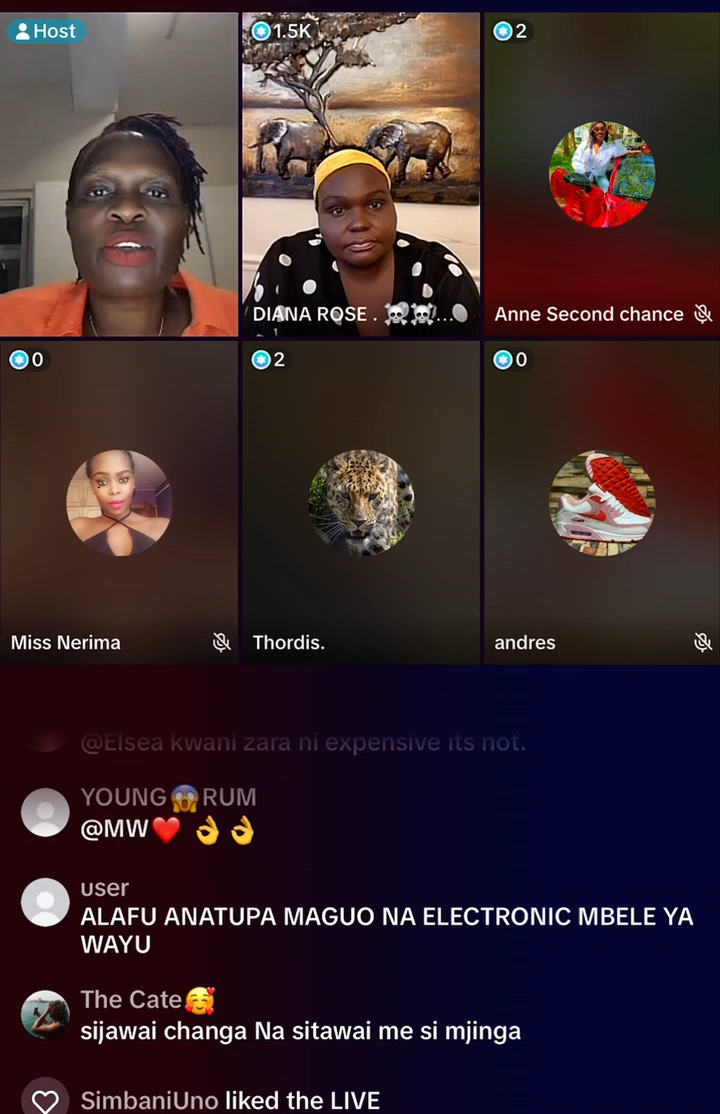 Host
1.5K
2
DIANA ROSE . ☠️☠️...
Anne Second chance
0
2
0
Miss Nerima
Thordis.
andres
@Elsea kwani zara ni expensive its not.
YOUNG😱RUM
@MW❤️ 👌👌
user
ALAFU ANATUPA MAGUO NA ELECTRONIC MBELE YA
WAYU
The Cate🥰
sijawai changa Na sitawai me si mjinga
SimbaniUno liked the LIVE